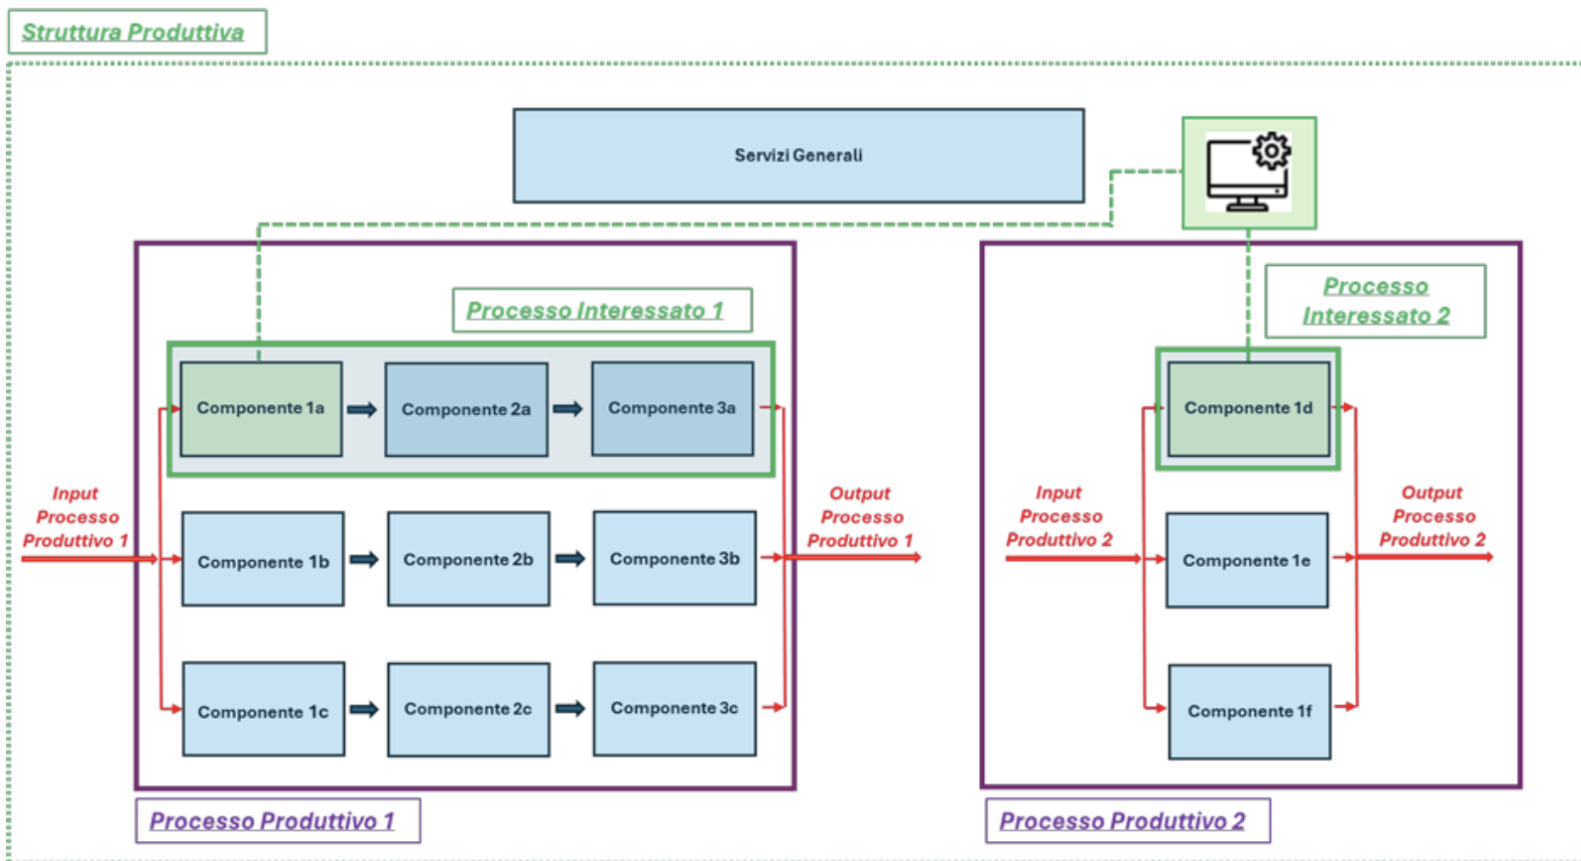 Struttura Produttiva
Servizi Generali
Processo Interessato 1
Processo
Interessato 2
Componente 1a
Componente 2a
Componente 3a
Componente 1d
Input
Processo
Produttivo 1
Output
Processo
Produttivo 1
Input
Processo
Produttivo 2
Output
Processo
Produttivo 2
Componente 1b
Componente 2b
Componente 3b
Componente 1e
Componente 1c
Componente 2c
Componente 3c
Componente 1f
Processo Produttivo 1
Processo Produttivo 2